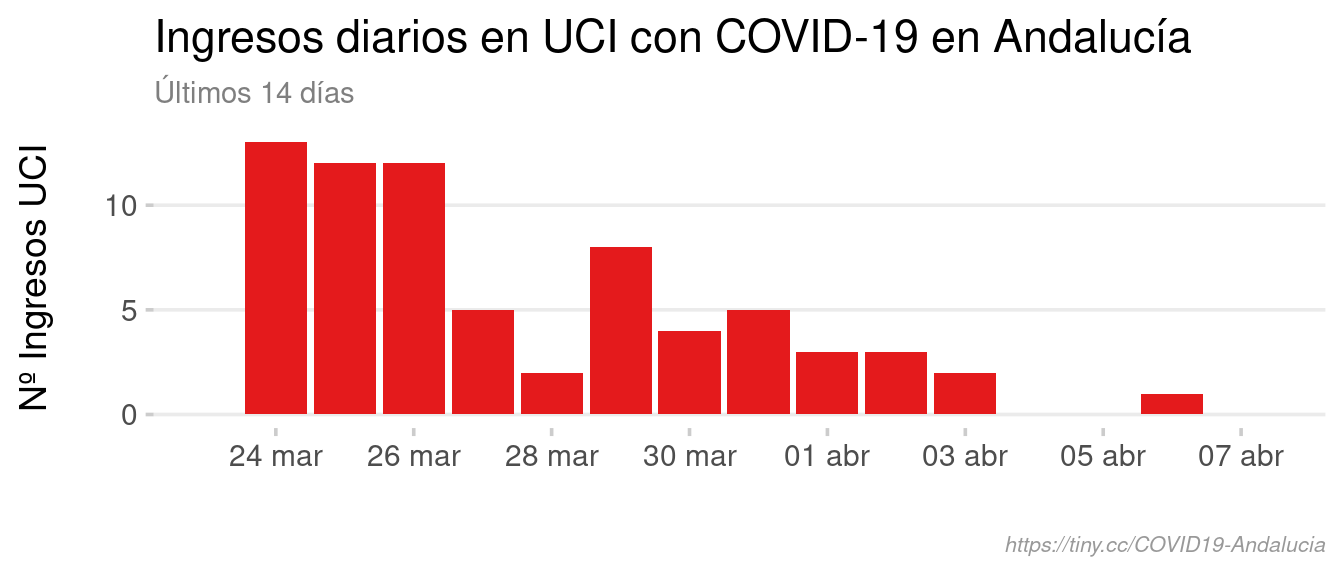 Ingresos diarios en UCI con COVID-19 en Andalucía
Últimos 14 días
Nº Ingresos UCI
10
5
0
24 mar 26 mar 28 mar 30 mar 01 abr 03 abr 05 abr 07 abr
https://tiny.cc/COVID19-Andalucia